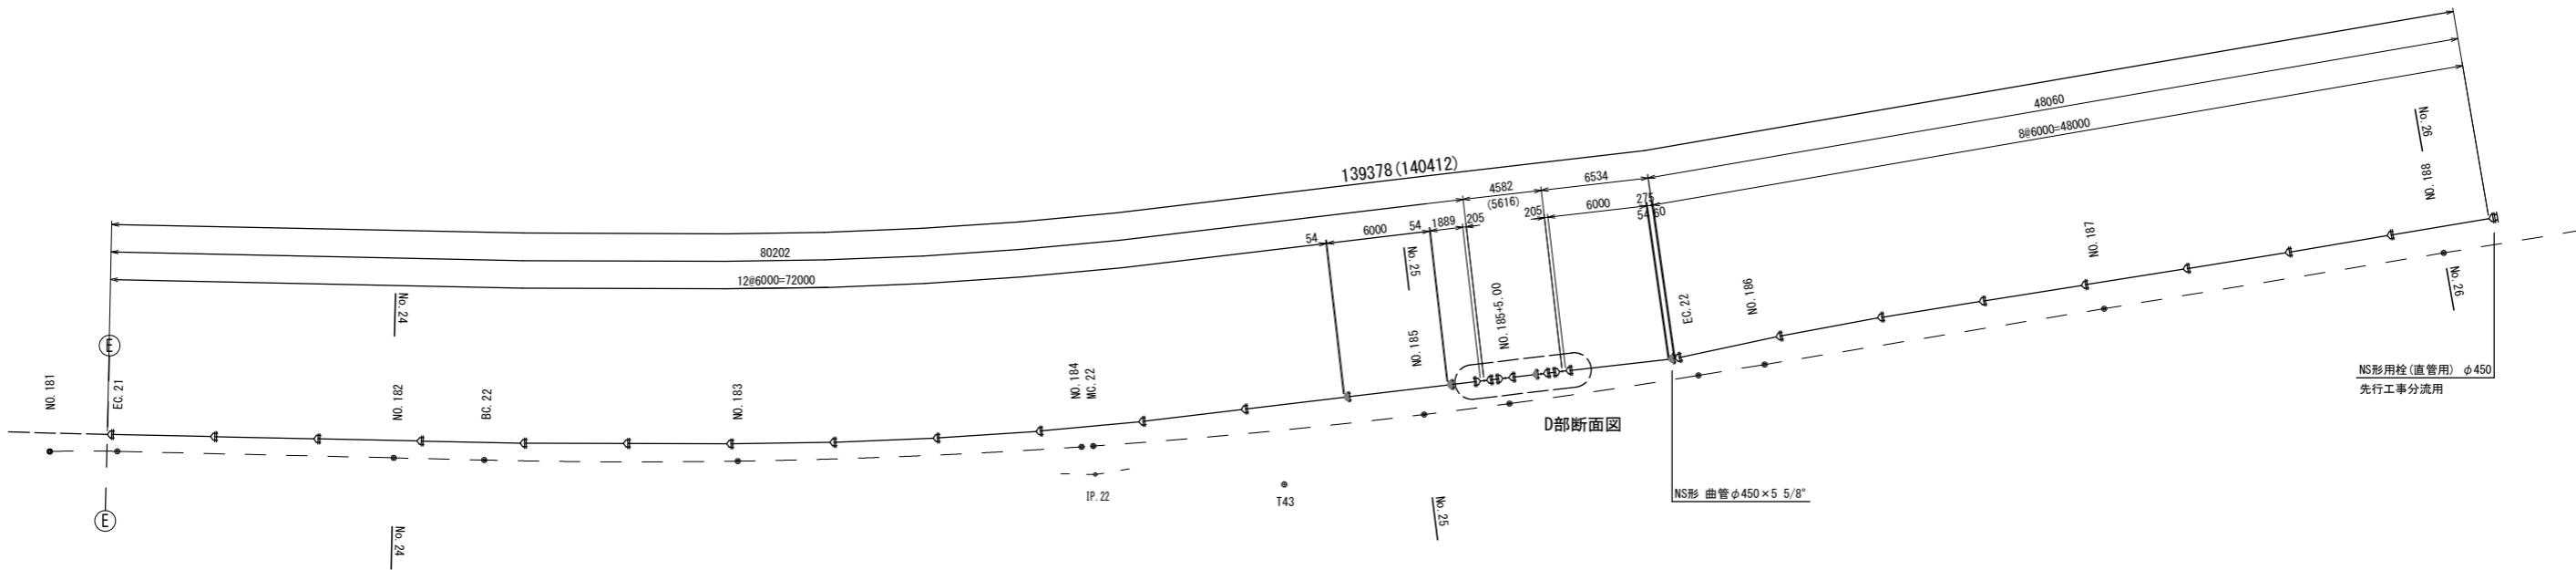 48060
8@6000=48000
139378(140412)
4582
(5616)
6534
80202
12@6000=72000
54
6000
54
1889
205
205
6000
275
54
60
No.24
No.25
No.26
NO.188
NO.187
NO.186
EC.22
NO.185+5.00
NO.185
E
NO.181
EC.21
NO.182
BC.22
NO.183
NO.184
MC.22
No.26
NS形用栓(直管用) φ450
先行工事分流用
D部断面図
IP.22
T43
NS形 曲管φ450×5 5/8°
No.25
E
No.24